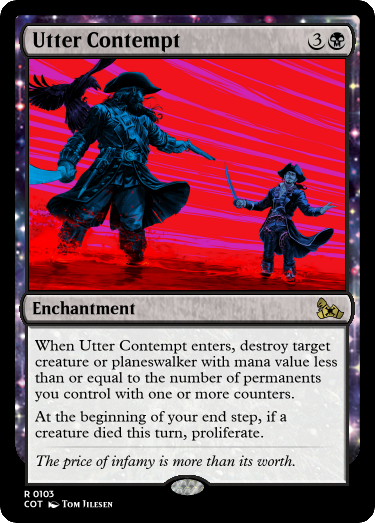 Utter Contempt 3
Enchantment
When Utter Contempt enters, destroy target
creature or planeswalker with mana value less
than or equal to the number of permanents
you control with one or more counters.
At the beginning of your end step, if a
creature died this turn, proliferate.
The price of infamy is more than its worth.
R 0103
COT Tom Jilesen